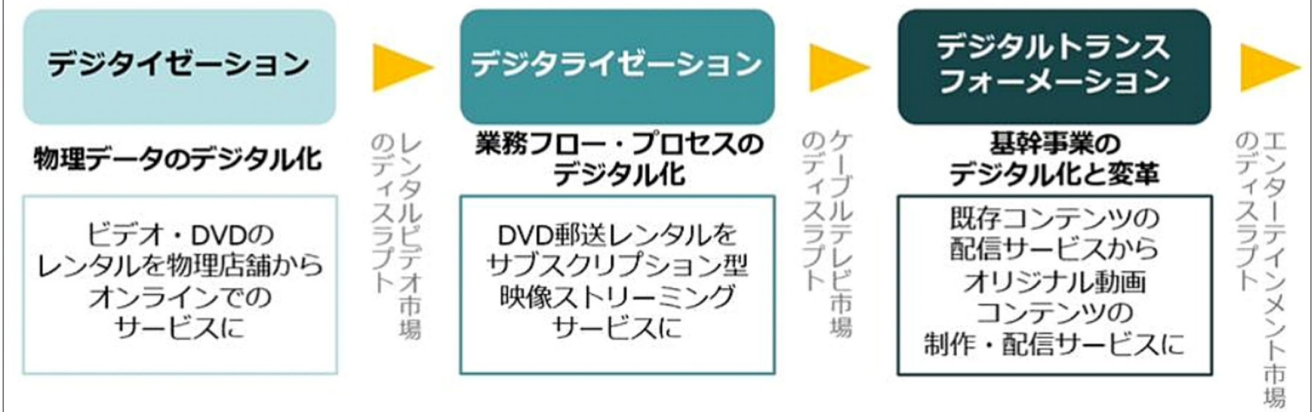 デジタイゼーション
物理データのデジタル化
ビデオ・DVDの
レンタルを物理店舗から
オンラインでの
サービスに
レンタルビデオ市場
のディスラプト
デジタライゼーション
業務フロー・プロセスの
デジタル化
DVD郵送レンタルを
サブスクリプション型
映像ストリーミング
サービスに
ケーブルテレビ市場
のディスラプト
デジタルトランス
フォーメーション
基幹事業の
デジタル化と変革
既存コンテンツの
配信サービスから
オリジナル動画
コンテンツの
制作・配信サービスに
エンターティンメント市場
のディスラプト